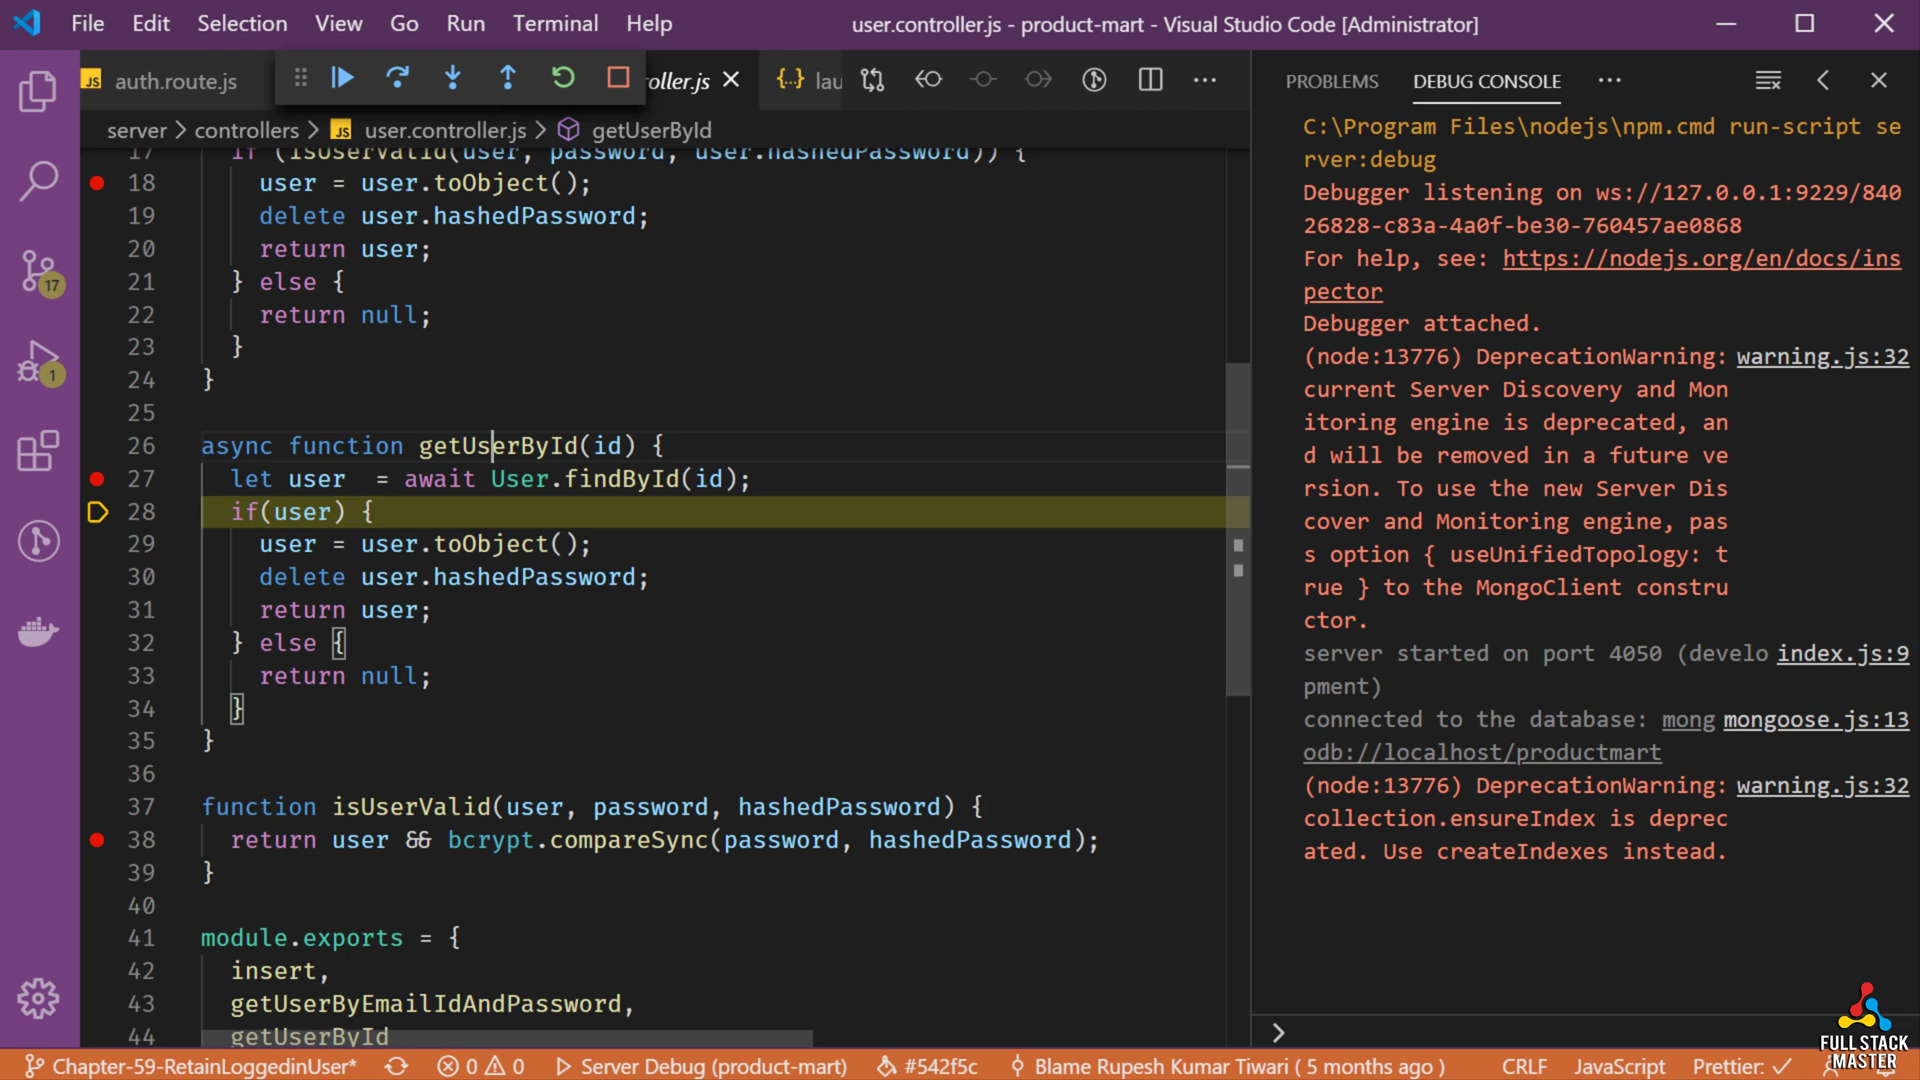 File Edit Selection View Go Run Terminal Help
user.controller.js - product-mart - Visual Studio Code [Administrator]
JS auth.route.js
oller.js
{..} lau
PROBLEMS DEBUG CONSOLE
server > controllers > JS user.controller.js > getUserById
17 if (isUserValid(user, password, user.hashedPassword)) {
18 user = user.toObject();
19 delete user.hashedPassword;
20 return user;
21 } else {
22 return null;
23 }
24 }
25
26 async function getUserById(id) {
27 let user  = await User.findById(id);
28 if(user) {
29 user = user.toObject();
30 delete user.hashedPassword;
31 return user;
32 } else {
33 return null;
34 }
35 }
36
37 function isUserValid(user, password, hashedPassword) {
38 return user && bcrypt.compareSync(password, hashedPassword);
39 }
40
41 module.exports = {
42 insert,
43 getUserByEmailIdAndPassword,
44 getUserById
17
1
C:\Program Files\nodejs\npm.cmd run-script se
rver:debug
Debugger listening on ws://127.0.0.1:9229/840
26828-c83a-4a0f-be30-760457ae0868
For help, see: https://nodejs.org/en/docs/ins
pector
Debugger attached.
(node:13776) DeprecationWarning: warning.js:32
current Server Discovery and Mon
itoring engine is deprecated, an
d will be removed in a future ve
rsion. To use the new Server Dis
cover and Monitoring engine, pas
s option { useUnifiedTopology: t
rue } to the MongoClient constru
ctor.
server started on port 4050 (develo index.js:9
pment)
connected to the database: mong mongoose.js:13
odb://localhost/productmart
(node:13776) DeprecationWarning: warning.js:32
collection.ensureIndex is deprec
ated. Use createIndexes instead.
FULLSTACK
MASTER
Chapter-59-RetainLoggedinUser* 0 0 Server Debug (product-mart) #542f5c Blame Rupesh Kumar Tiwari ( 5 months ago ) CRLF JavaScript Prettier: ✓